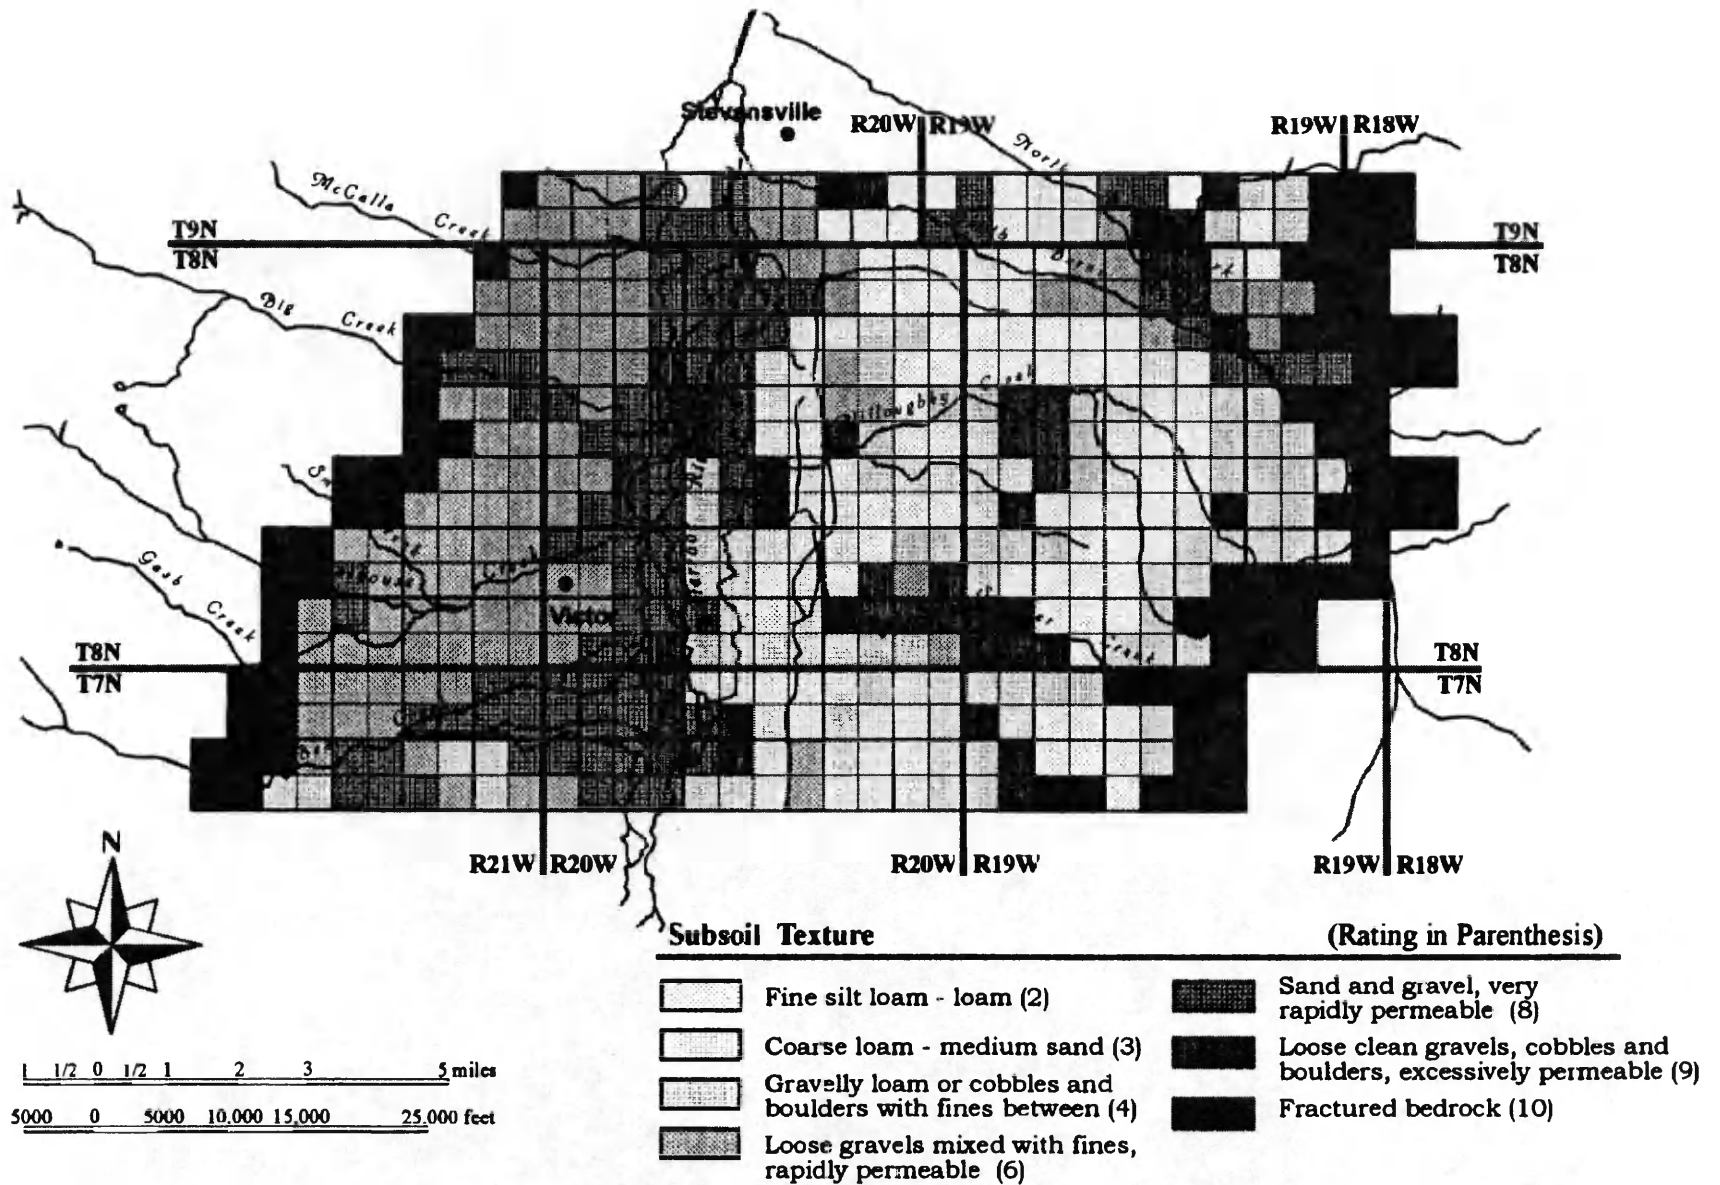 Stevensville
R20W R19W
R19W R18W
North
McCalla
Creek
T9N
T8N
T9N
T8N
Big
Creek
Creek
Willoughby
Gash
Creek
Creek
Victor
T8N
T7N
Creek
T8N
T7N
R21W R20W
R20W R19W
R19W R18W
N
1 1/2 0 1/2 1 2 3 5 miles
5000 0 5000 10,000 15,000 25,000 feet
Subsoil Texture (Rating in Parenthesis)
Fine silt loam - loam (2)
Coarse loam - medium sand (3)
Gravelly loam or cobbles and
boulders with fines between (4)
Loose gravels mixed with fines,
rapidly permeable (6)
Sand and gravel, very
rapidly permeable (8)
Loose clean gravels, cobbles and
boulders, excessively permeable (9)
Fractured bedrock (10)